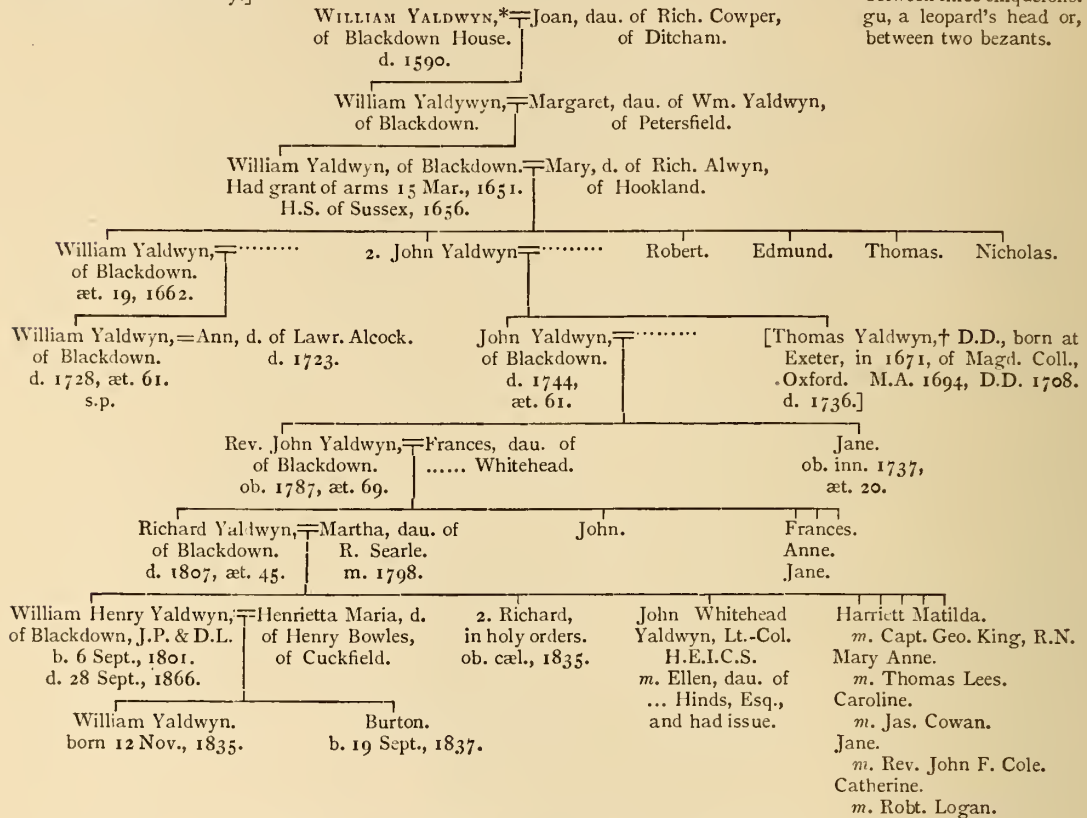 y.]
gu, a leopard's head or,
between two bezants.
WILLIAM YALDWYN,* Joan, dau. of Rich. Cowper,
of Blackdown House. of Ditcham.
d. 1590.
William Yaldywyn, Margaret, dau. of Wm. Yaldwyn,
of Blackdown. of Petersfield.
William Yaldwyn, of Blackdown. Mary, d. of Rich. Alwyn,
Had grant of arms 15 Mar., 1651. of Hookland.
H.S. of Sussex, 1656.
William Yaldwyn, ......... 2. John Yaldwyn ......... Robert. Edmund. Thomas. Nicholas.
of Blackdown.
æt. 19, 1662.
William Yaldwyn, = Ann, d. of Lawr. Alcock. John Yaldwyn, ......... [Thomas Yaldwyn,† D.D., born at
of Blackdown. d. 1723. of Blackdown. Exeter, in 1671, of Magd. Coll.,
d. 1728, æt. 61. d. 1744, Oxford. M.A. 1694, D.D. 1708.
s.p. æt. 61. d. 1736.]
Rev. John Yaldwyn, Frances, dau. of Jane.
of Blackdown. ...... Whitehead. ob. inn. 1737,
ob. 1787, æt. 69. æt. 20.
Richard Yaldwyn, Martha, dau. of John. Frances.
of Blackdown. R. Searle. Anne.
d. 1807, æt. 45. m. 1798. Jane.
William Henry Yaldwyn, Henrietta Maria, d. 2. Richard, John Whitehead Harriett Matilda.
of Blackdown, J.P. & D.L. of Henry Bowles, in holy orders. Yaldwyn, Lt.-Col. m. Capt. Geo. King, R.N.
b. 6 Sept., 1801. of Cuckfield. ob. cæl., 1835. H.E.I.C.S. Mary Anne.
d. 28 Sept., 1866. m. Ellen, dau. of m. Thomas Lees.
... Hinds, Esq., Caroline.
William Yaldwyn. Burton. and had issue. m. Jas. Cowan.
born 12 Nov., 1835. b. 19 Sept., 1837. Jane.
m. Rev. John F. Cole.
Catherine.
m. Robt. Logan.